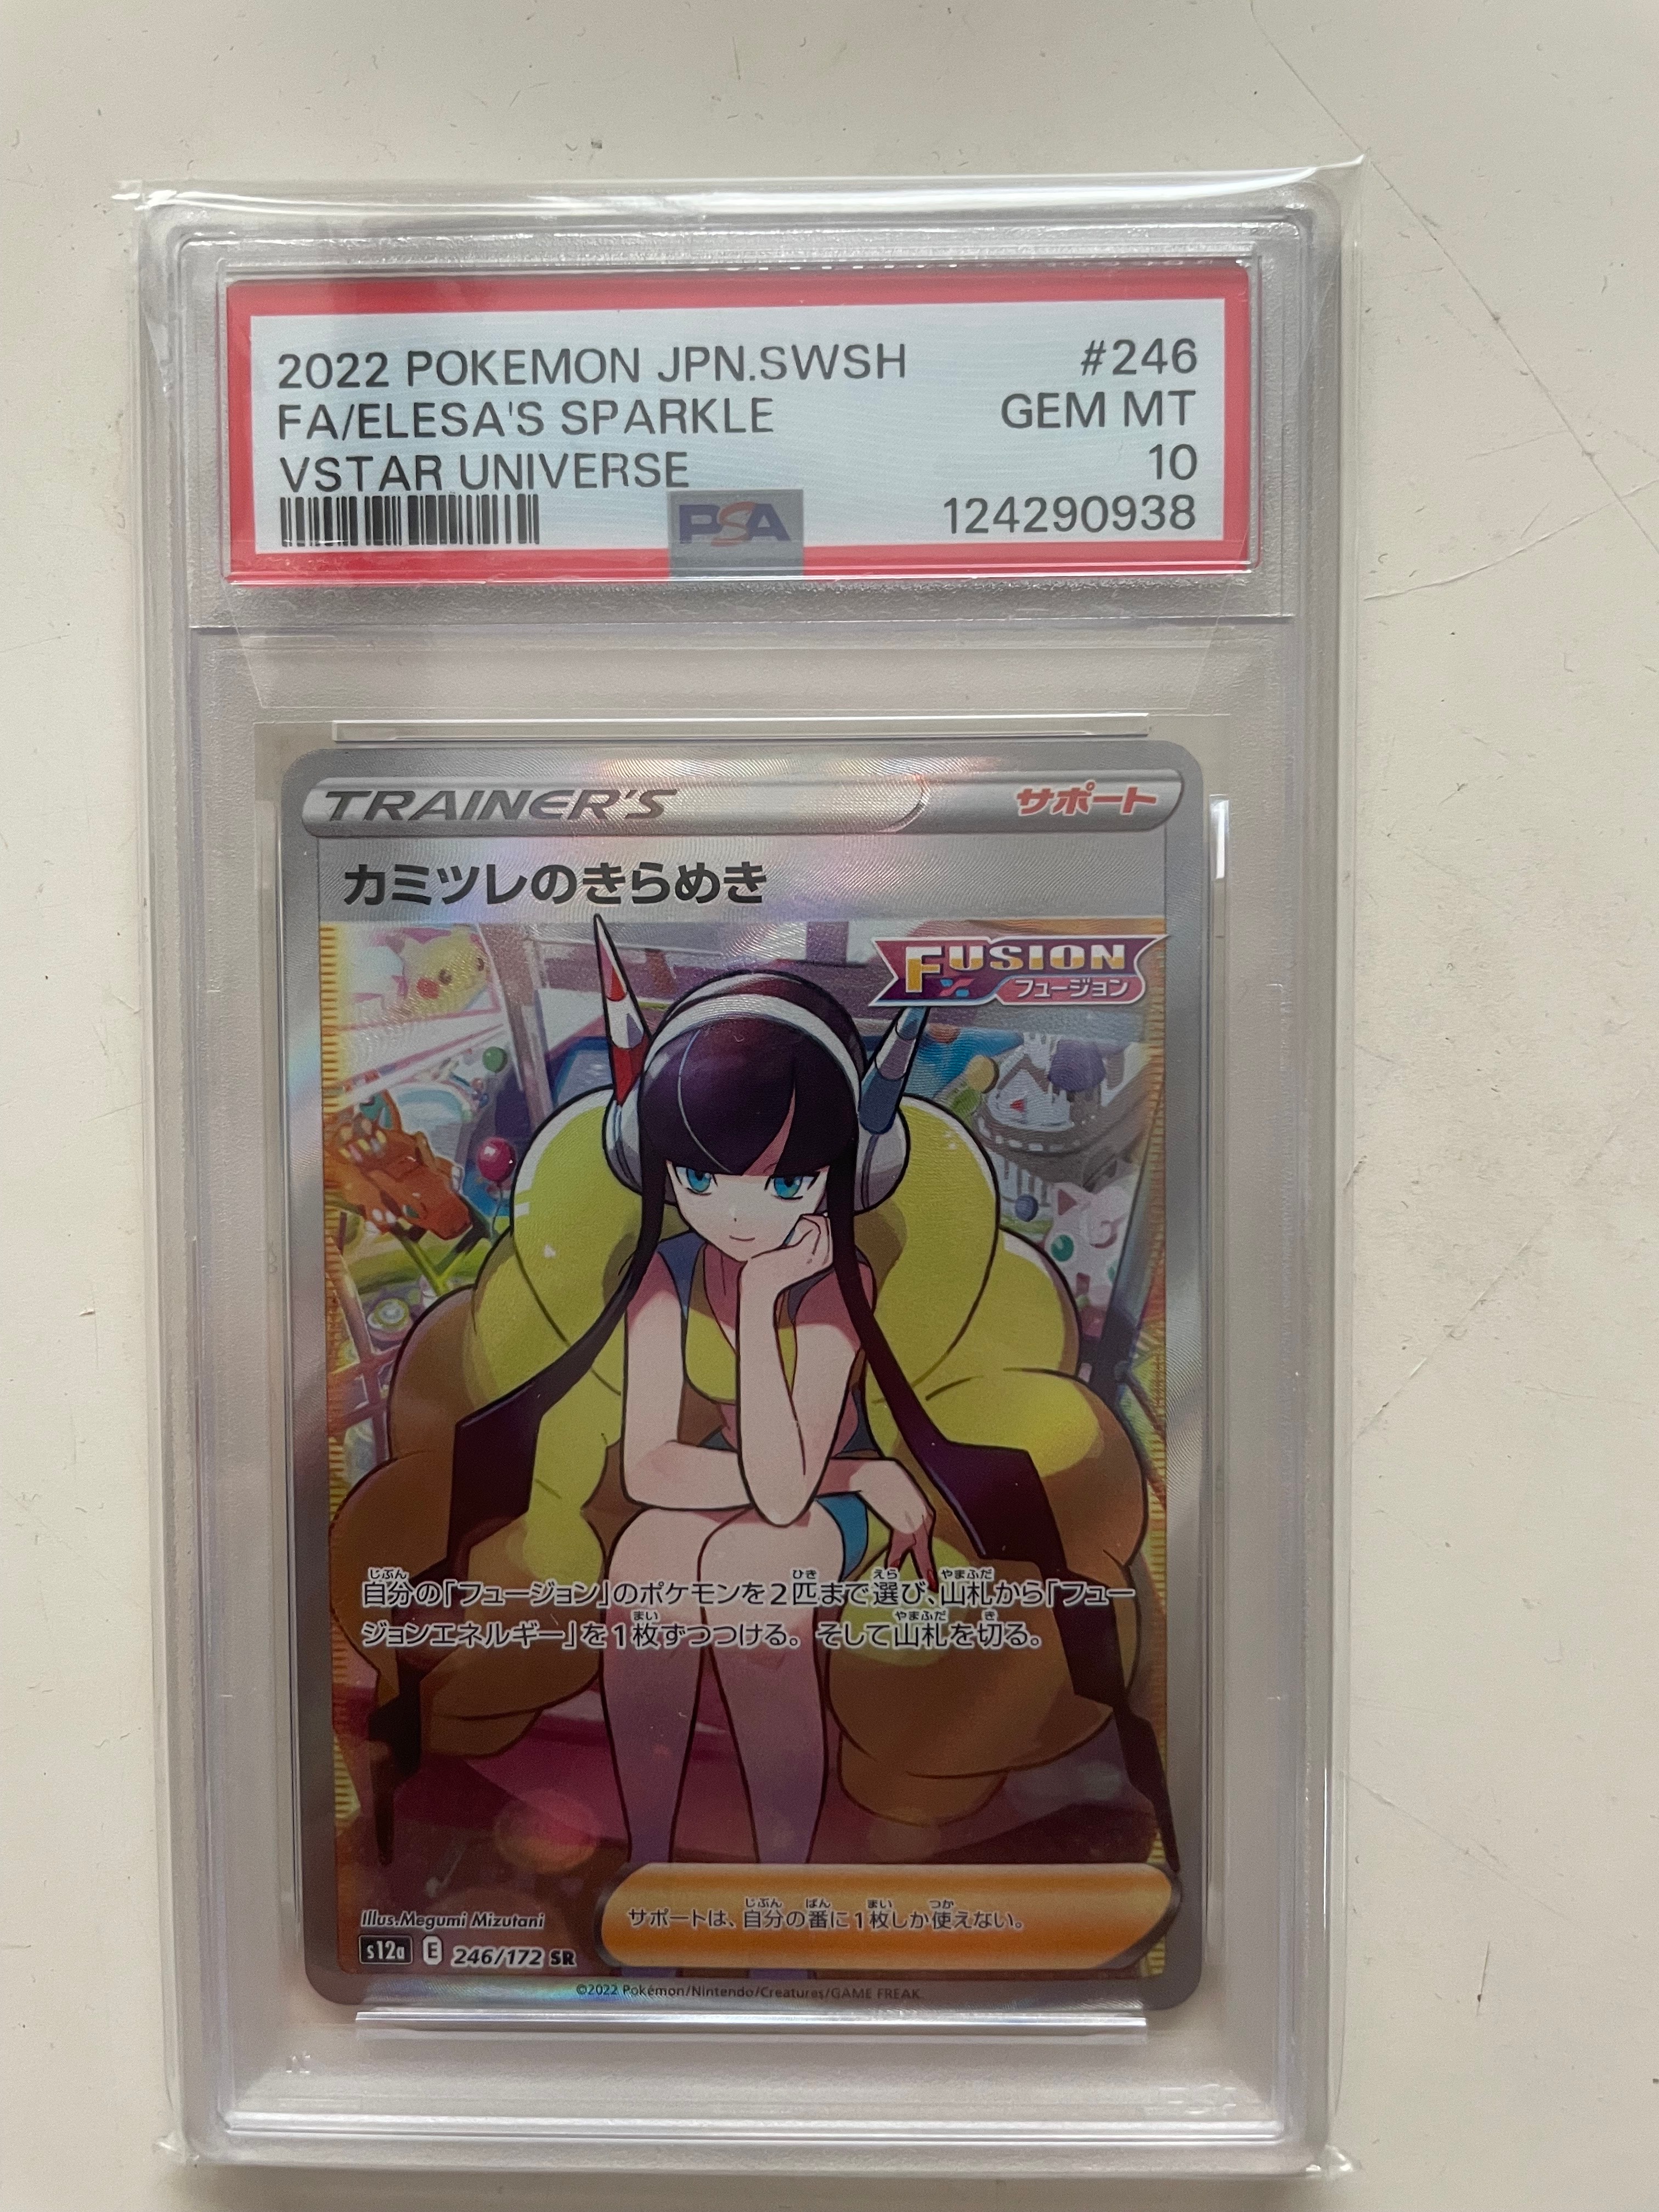 2022 POKEMON JPN.SWSH #246
FA/ELESA'S SPARKLE GEM MT
VSTAR UNIVERSE 10
PSA 124290938
TRAINER'S サポート
カミツレのきらめき
FUSION
フュージョン
自分の「フュージョン」のポケモンを2匹まで選び、山札から「フュー
ジョンエネルギー」を1枚ずつつける。そして山札を切る。
サポートは、自分の番に1枚しか使えない。
Illus.Megumi Mizutani
s12a E 246/172 SR
©2022 Pokémon/Nintendo/Creatures/GAME FREAK.